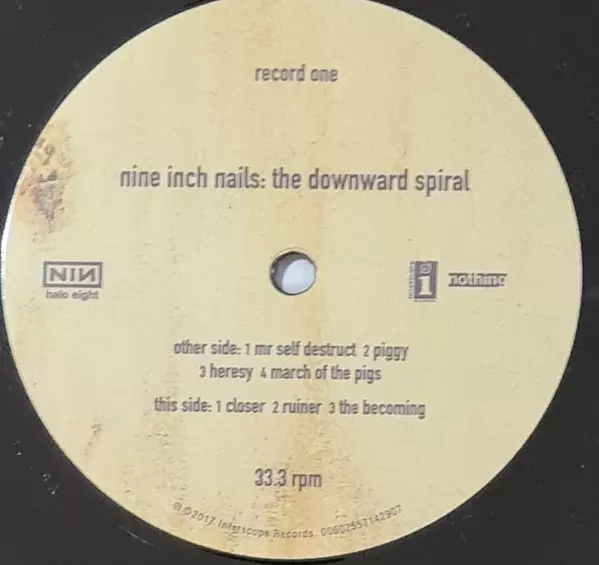 record one
nine inch nails: the downward spiral
NIN
halo eight
INTERSCOPE
nothing
other side: 1 mr self destruct 2 piggy
3 heresy 4 march of the pigs
this side: 1 closer 2 ruiner 3 the becoming
33.3 rpm
℗ © 2017 Interscope Records. 00602557142907